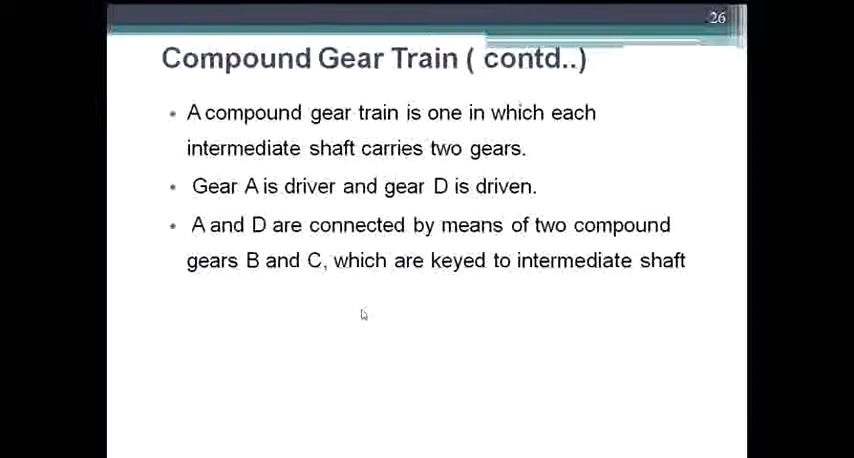 26
Compound Gear Train ( contd..)
• A compound gear train is one in which each
intermediate shaft carries two gears.
• Gear A is driver and gear D is driven.
• A and D are connected by means of two compound
gears B and C, which are keyed to intermediate shaft